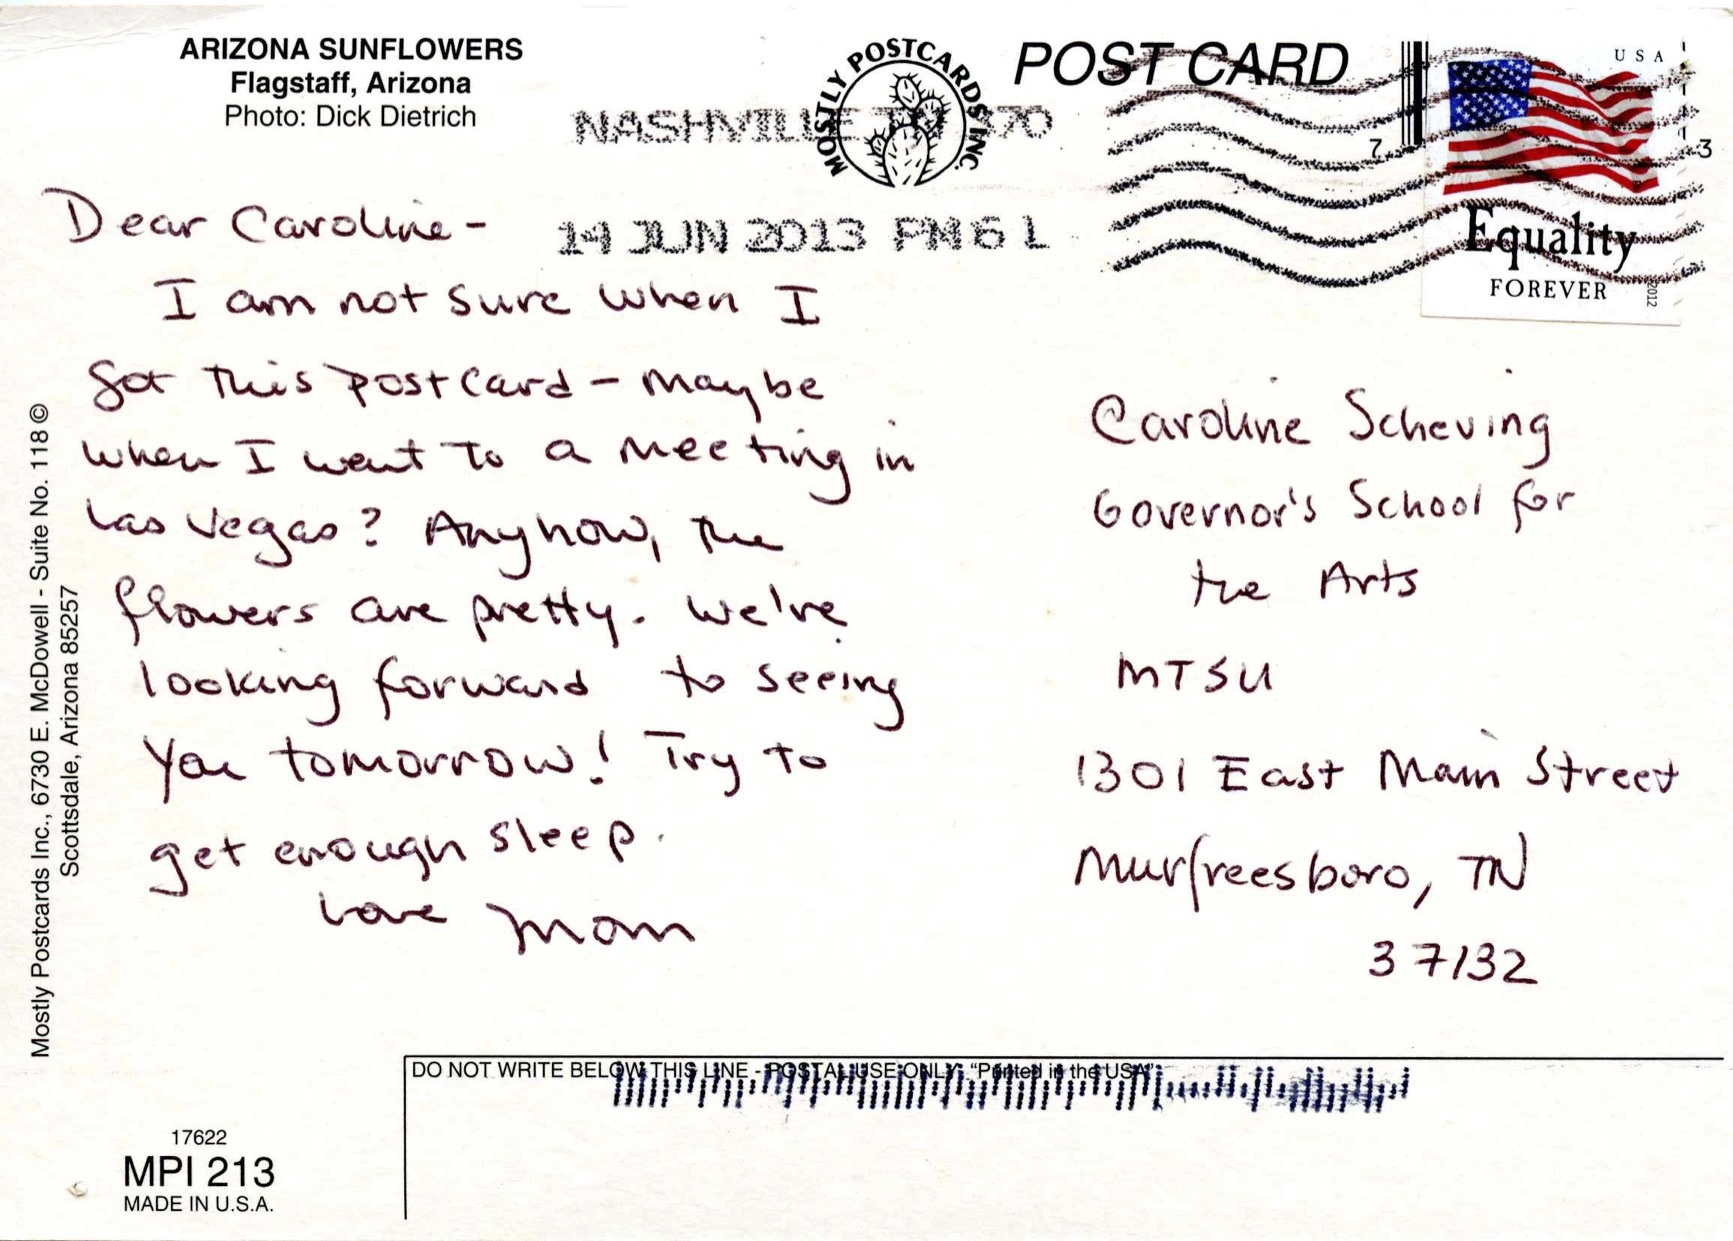 ARIZONA SUNFLOWERS
Flagstaff, Arizona
Photo: Dick Dietrich
MOSTLY POSTCARDS INC.
POST CARD
USA
Equality
FOREVER
2012
NASHVILLE TN 370
14 JUN 2013 PM 6 L
Dear Caroline-
I am not sure when I
got this postcard - maybe
when I went to a meeting in
Las Vegas? Anyhow, the
flowers are pretty. We're
looking forward to seeing
you tomorrow! Try to
get enough sleep.
Love Mom
Caroline Scheving
Governor's School for
the Arts
MTSU
1301 East Main Street
Murfreesboro, TN
37132
Mostly Postcards Inc., 6730 E. McDowell - Suite No. 118 ©
Scottsdale, Arizona 85257
DO NOT WRITE BELOW THIS LINE - POSTAL USE ONLY. "Printed in the USA"
17622
MPI 213
MADE IN U.S.A.